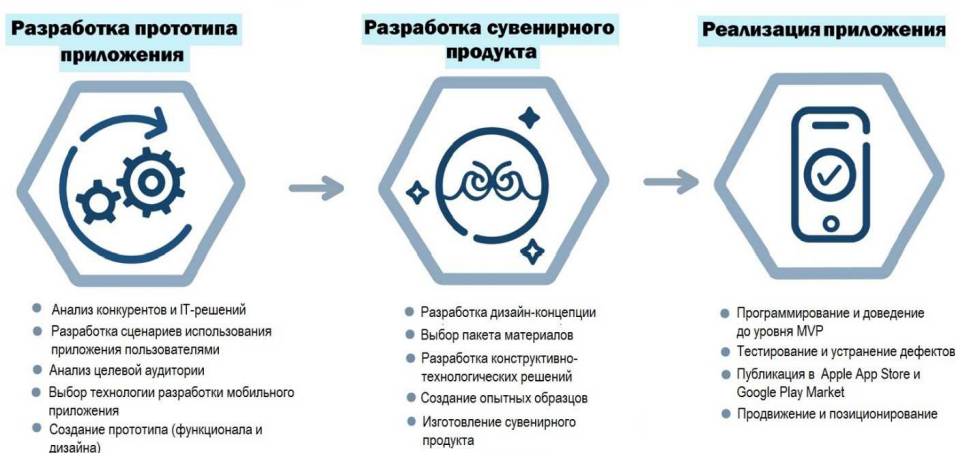 Разработка прототипа
приложения
Анализ конкурентов и IT-решений
Разработка сценариев использования
приложения пользователями
Анализ целевой аудитории
Выбор технологии разработки мобильного
приложения
Создание прототипа (функционала и
дизайна)
Разработка сувенирного
продукта
Разработка дизайн-концепции
Выбор пакета материалов
Разработка конструктивно-
технологических решений
Создание опытных образцов
Изготовление сувенирного
продукта
Реализация приложения
Программирование и доведение
до уровня MVP
Тестирование и устранение дефектов
Публикация в Apple App Store и
Google Play Market
Продвижение и позиционирование